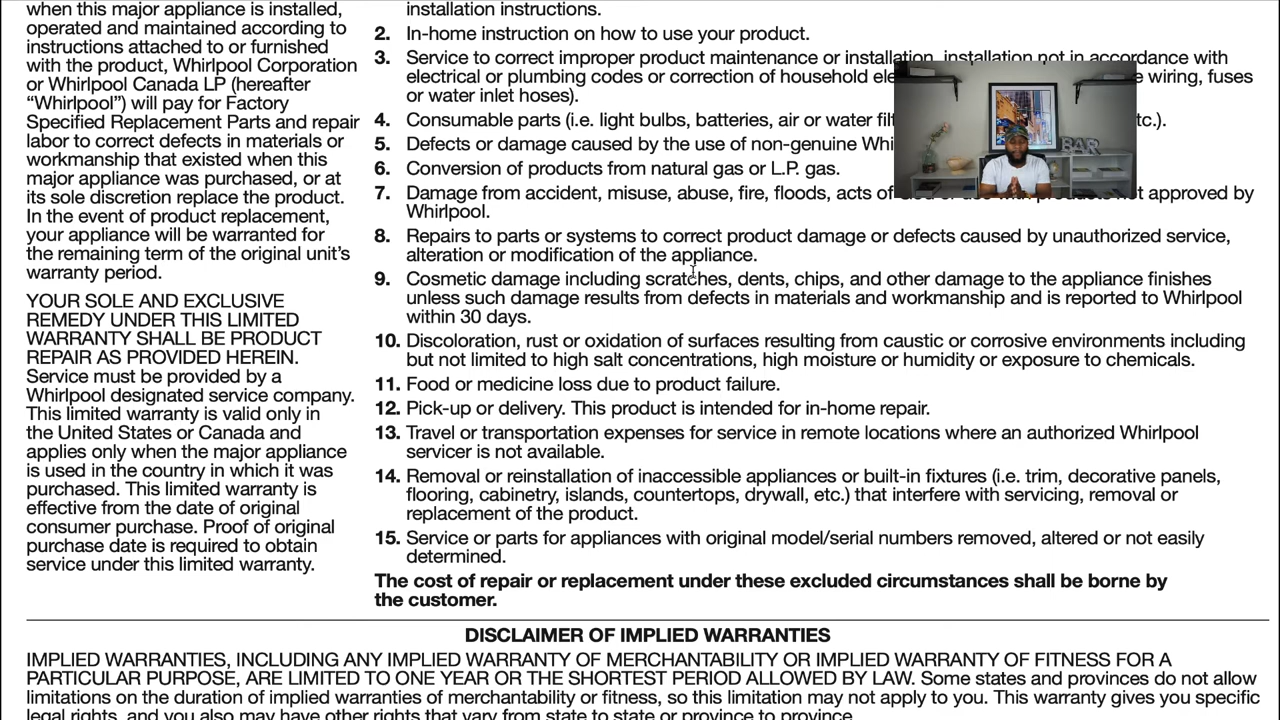 when this major appliance is installed,
operated and maintained according to
instructions attached to or furnished
with the product, Whirlpool Corporation
or Whirlpool Canada LP (hereafter
“Whirlpool”) will pay for Factory
Specified Replacement Parts and repair
labor to correct defects in materials or
workmanship that existed when this
major appliance was purchased, or at
its sole discretion replace the product.
In the event of product replacement,
your appliance will be warranted for
the remaining term of the original unit’s
warranty period.
YOUR SOLE AND EXCLUSIVE
REMEDY UNDER THIS LIMITED
WARRANTY SHALL BE PRODUCT
REPAIR AS PROVIDED HEREIN.
Service must be provided by a
Whirlpool designated service company.
This limited warranty is valid only in
the United States or Canada and
applies only when the major appliance
is used in the country in which it was
purchased. This limited warranty is
effective from the date of original
consumer purchase. Proof of original
purchase date is required to obtain
service under this limited warranty.
installation instructions.
2. In-home instruction on how to use your product.
3. Service to correct improper product maintenance or installation, installation not in accordance with
electrical or plumbing codes or correction of household wiring, fuses
or water inlet hoses).
4. Consumable parts (i.e. light bulbs, batteries, air or water
5. Defects or damage caused by the use of non-genuine
6. Conversion of products from natural gas or L.P. gas.
7. Damage from accident, misuse, abuse, fire, floods, acts of approved by
Whirlpool.
8. Repairs to parts or systems to correct product damage or defects caused by unauthorized service,
alteration or modification of the appliance.
9. Cosmetic damage including scratches, dents, chips, and other damage to the appliance finishes
unless such damage results from defects in materials and workmanship and is reported to Whirlpool
within 30 days.
10. Discoloration, rust or oxidation of surfaces resulting from caustic or corrosive environments including
but not limited to high salt concentrations, high moisture or humidity or exposure to chemicals.
11. Food or medicine loss due to product failure.
12. Pick-up or delivery. This product is intended for in-home repair.
13. Travel or transportation expenses for service in remote locations where an authorized Whirlpool
servicer is not available.
14. Removal or reinstallation of inaccessible appliances or built-in fixtures (i.e. trim, decorative panels,
flooring, cabinetry, islands, countertops, drywall, etc.) that interfere with servicing, removal or
replacement of the product.
15. Service or parts for appliances with original model/serial numbers removed, altered or not easily
determined.
The cost of repair or replacement under these excluded circumstances shall be borne by
the customer.
BAR
DISCLAIMER OF IMPLIED WARRANTIES
IMPLIED WARRANTIES, INCLUDING ANY IMPLIED WARRANTY OF MERCHANTABILITY OR IMPLIED WARRANTY OF FITNESS FOR A
PARTICULAR PURPOSE, ARE LIMITED TO ONE YEAR OR THE SHORTEST PERIOD ALLOWED BY LAW. Some states and provinces do not allow
limitations on the duration of implied warranties of merchantability or fitness, so this limitation may not apply to you. This warranty gives you specific
legal rights, and you also may have other rights that vary from state to state or province to province.